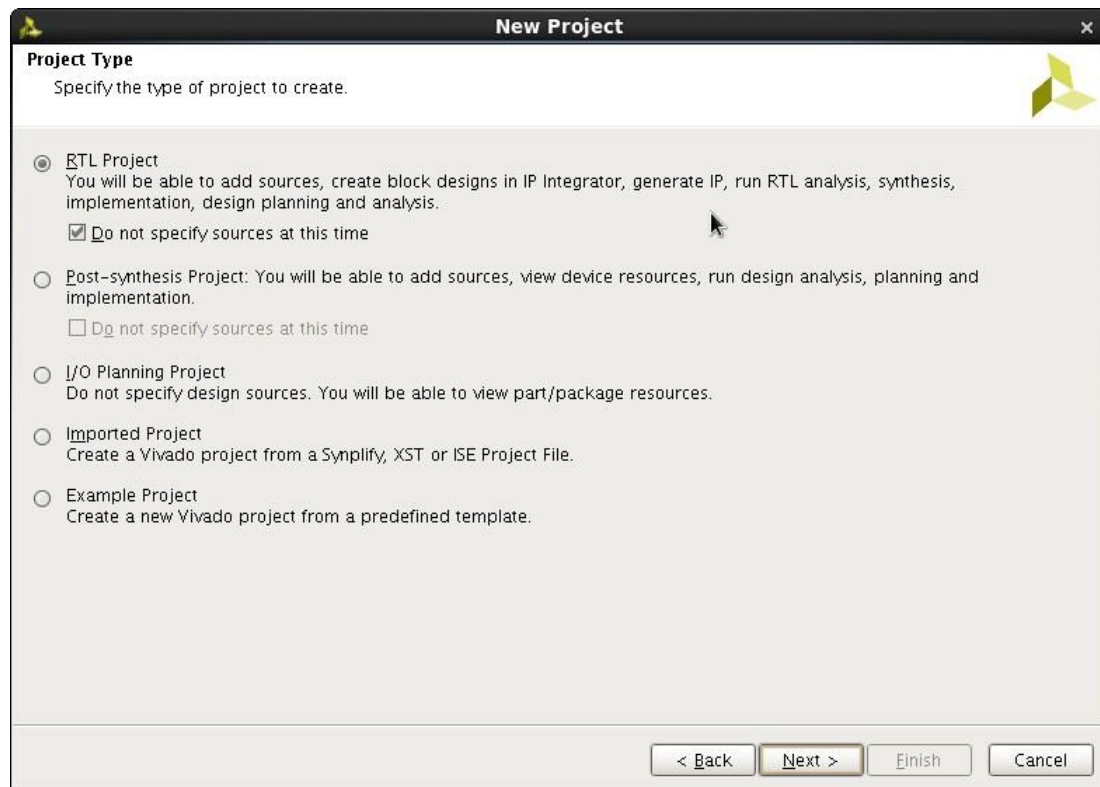 New Project
Project Type
Specify the type of project to create.
RTL Project
You will be able to add sources, create block designs in IP Integrator, generate IP, run RTL analysis, synthesis,
implementation, design planning and analysis.
Do not specify sources at this time
Post-synthesis Project: You will be able to add sources, view device resources, run design analysis, planning and
implementation.
Do not specify sources at this time
I/O Planning Project
Do not specify design sources. You will be able to view part/package resources.
Imported Project
Create a Vivado project from a Synplify, XST or ISE Project File.
Example Project
Create a new Vivado project from a predefined template.
< Back Next > Finish Cancel